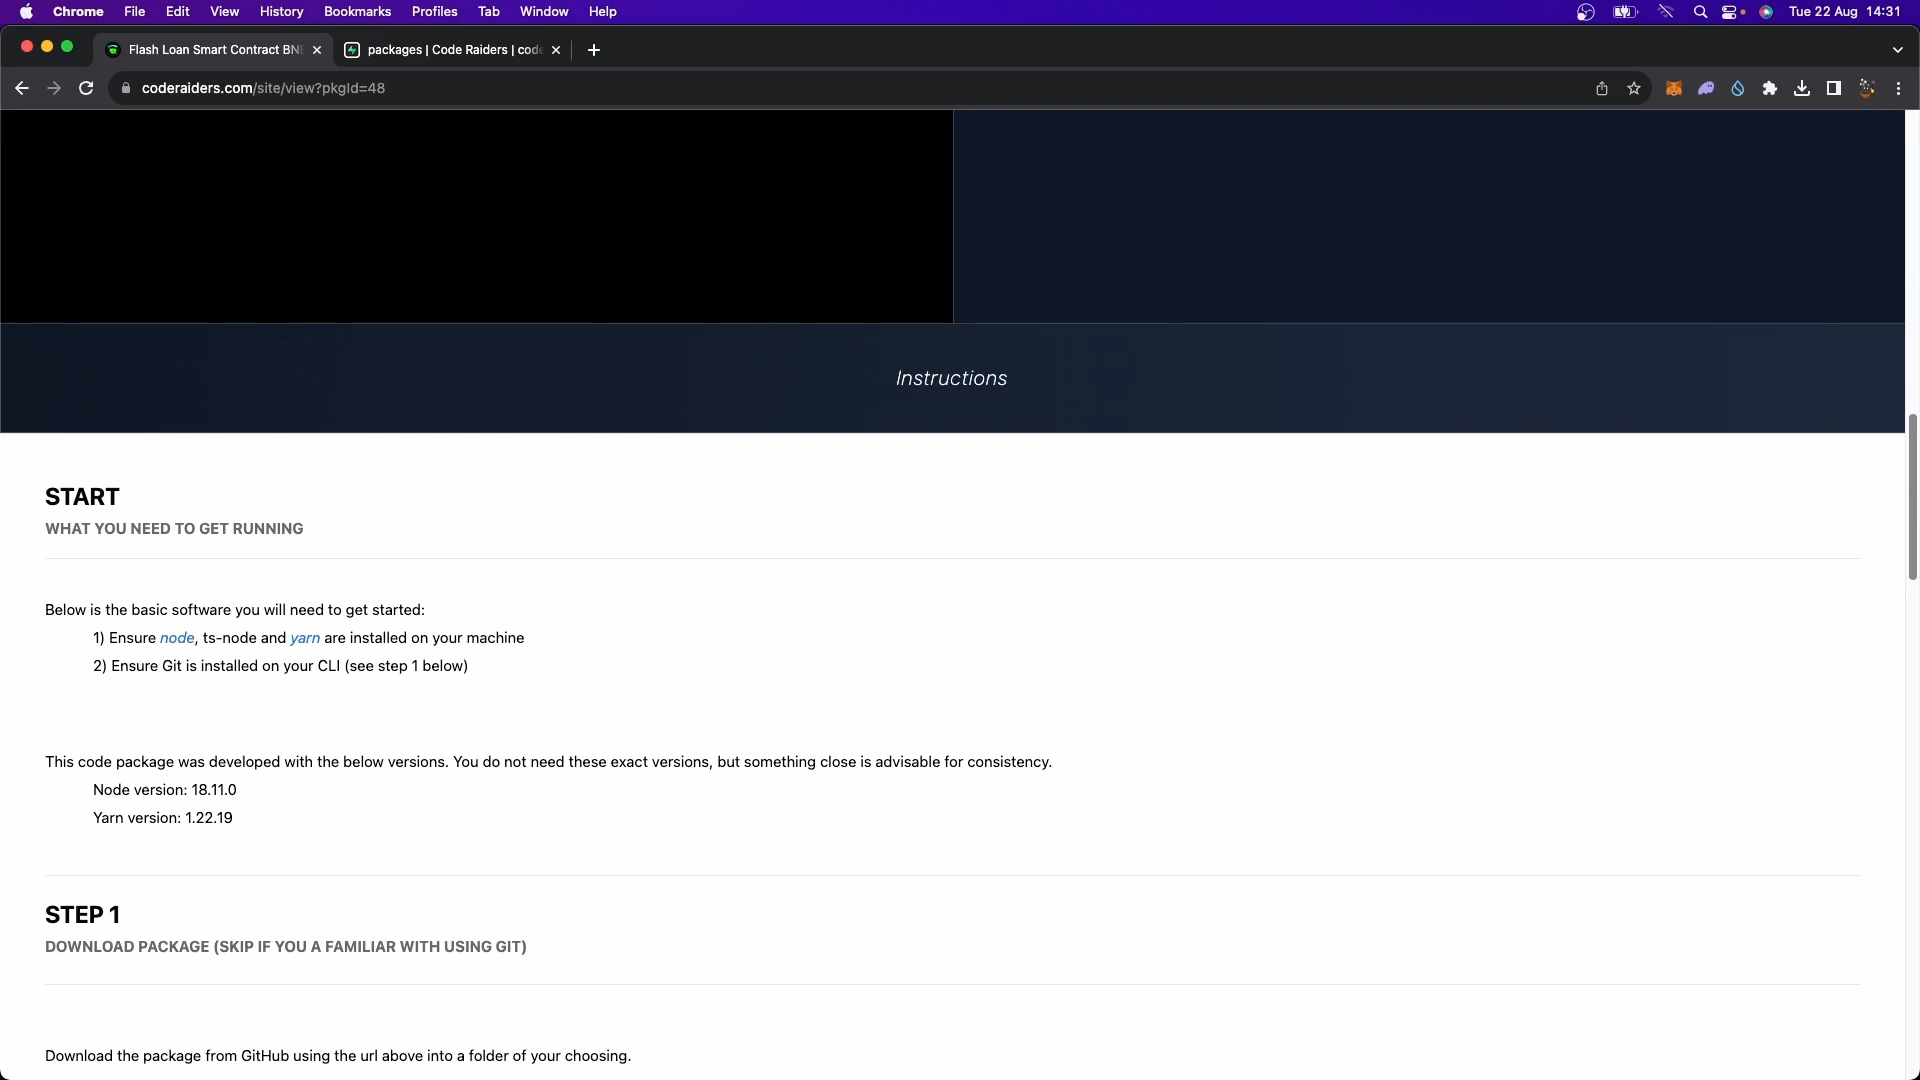 Chrome File Edit View History Bookmarks Profiles Tab Window Help Tue 22 Aug 14:31
Flash Loan Smart Contract BN packages | Code Raiders | cod
coderaiders.com/site/view?pkgId=48
Instructions
START
WHAT YOU NEED TO GET RUNNING
Below is the basic software you will need to get started:
1) Ensure node, ts-node and yarn are installed on your machine
2) Ensure Git is installed on your CLI (see step 1 below)
This code package was developed with the below versions. You do not need these exact versions, but something close is advisable for consistency.
Node version: 18.11.0
Yarn version: 1.22.19
STEP 1
DOWNLOAD PACKAGE (SKIP IF YOU A FAMILIAR WITH USING GIT)
Download the package from GitHub using the url above into a folder of your choosing.